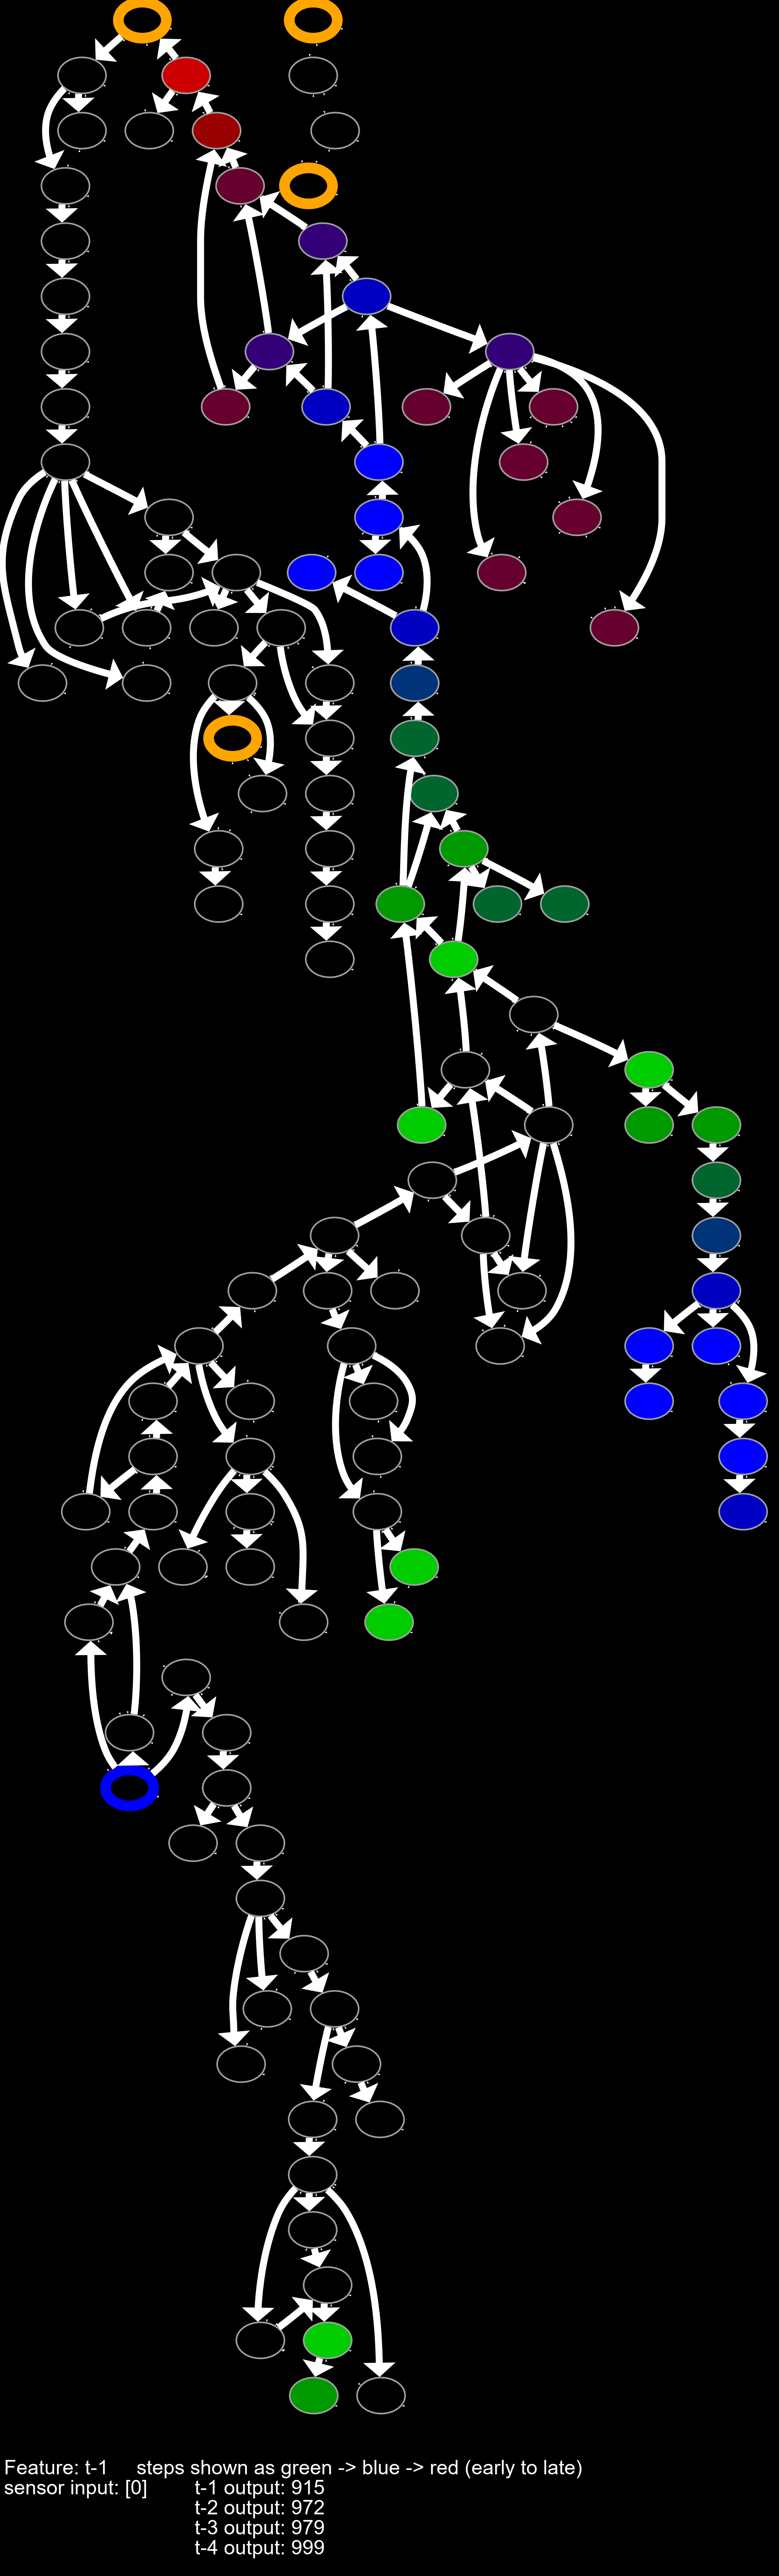 Feature: t-1 steps shown as green -> blue -> red (early to late)
sensor input: [0] t-1 output: 915
t-2 output: 972
t-3 output: 979
t-4 output: 999